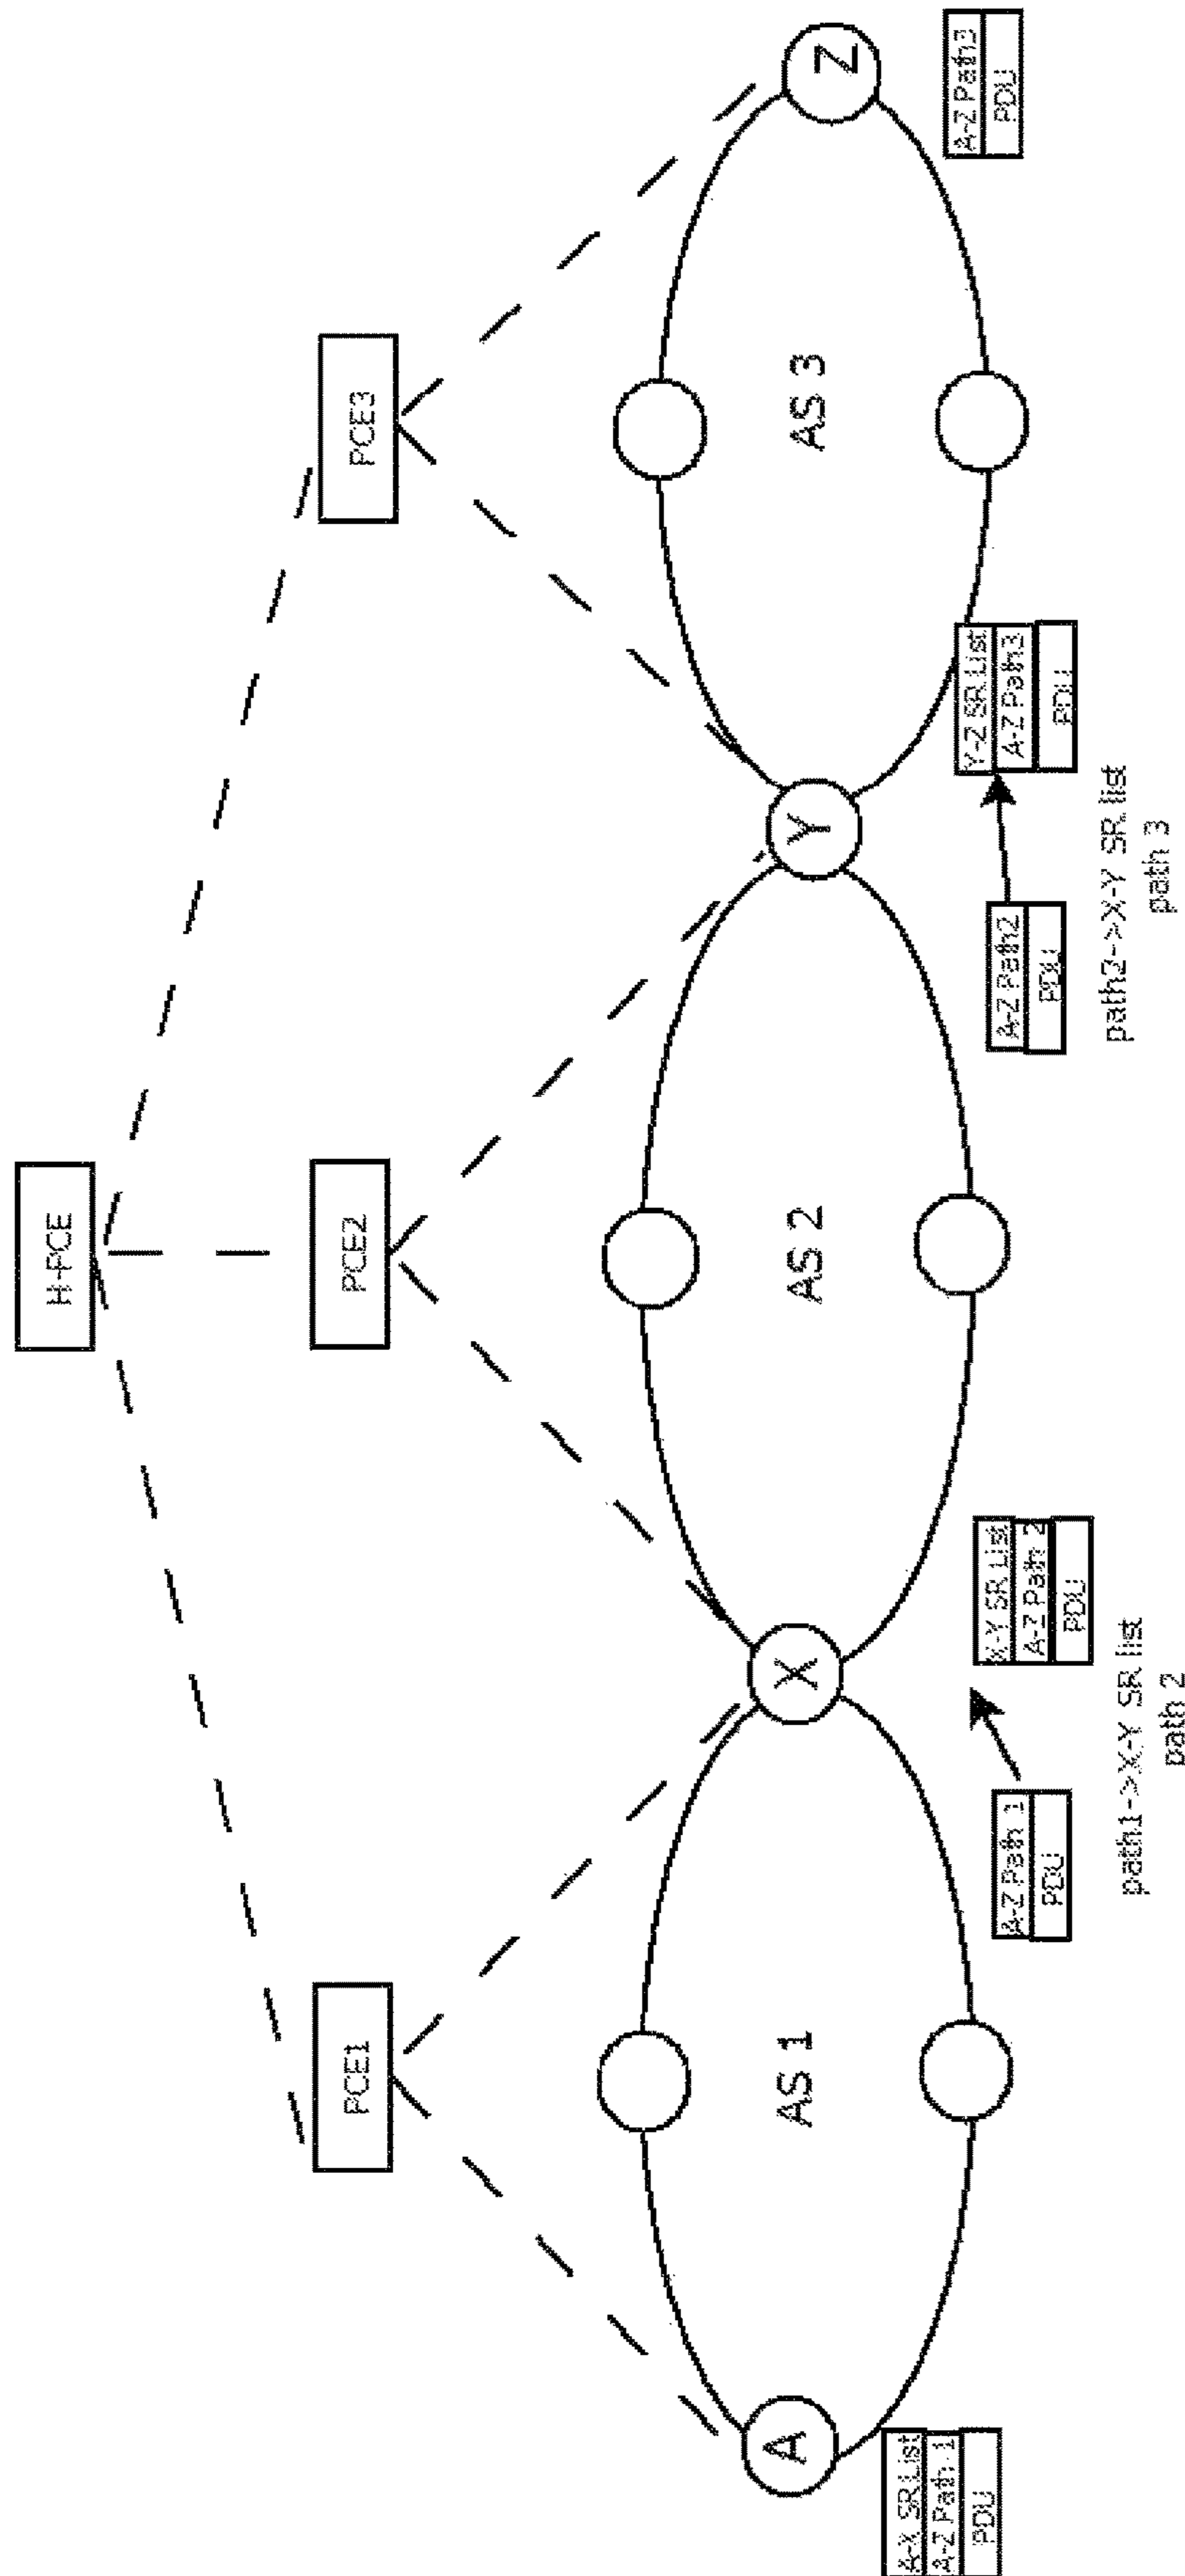 H-PCE
PCE1
PCE2
PCE3
A
AS 1
X
AS 2
Y
AS 3
Z
A-X SR List
A-Z Path 1
PDU
A-Z Path 1
PDU
path1->X-Y SR list
path 2
X-Y SR List
A-Z Path 2
PDU
A-Z Path2
PDU
path2->X-Y SR list
path 3
Y-Z SR List
A-Z Path3
PDU
A-Z Path3
PDU